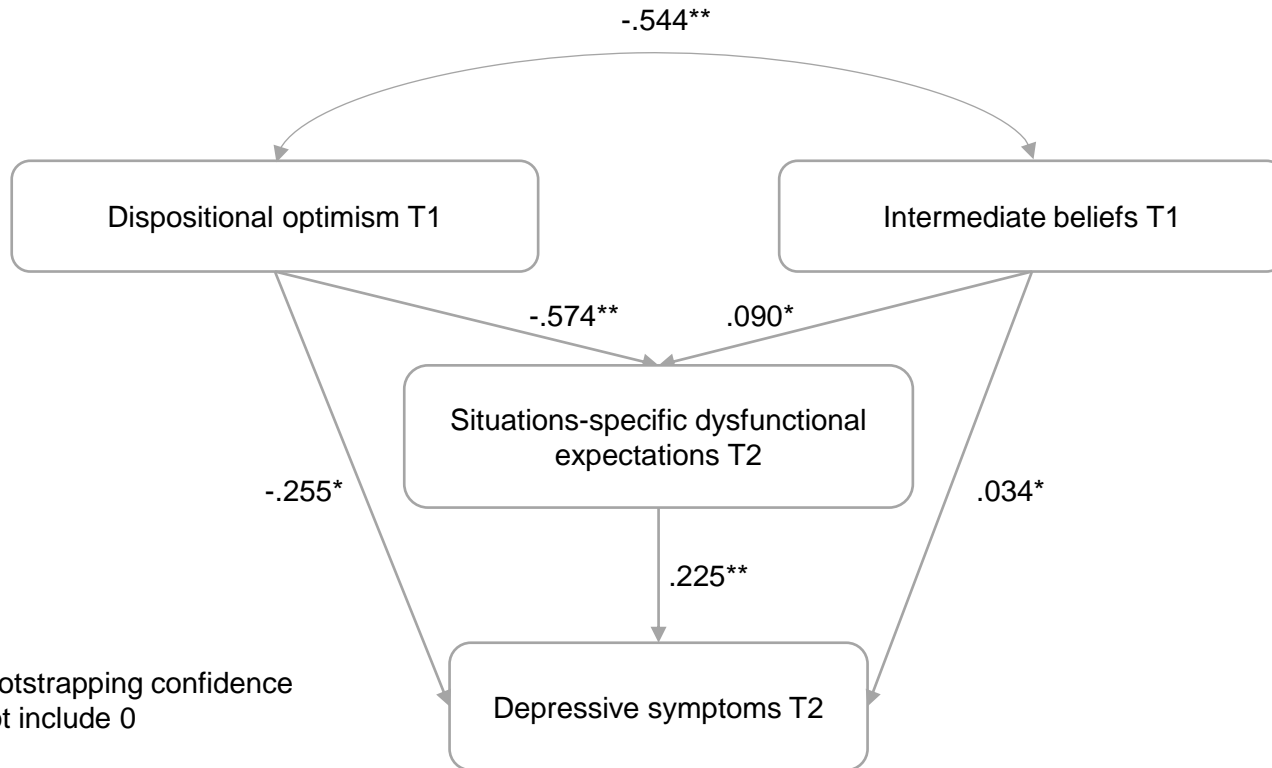 -.544**
Dispositional optimism T1
Intermediate beliefs T1
-.574**
.090*
Situations-specific dysfunctional
expectations T2
-.255*
.034*
.225**
otstrapping confidence
ot include 0
Depressive symptoms T2